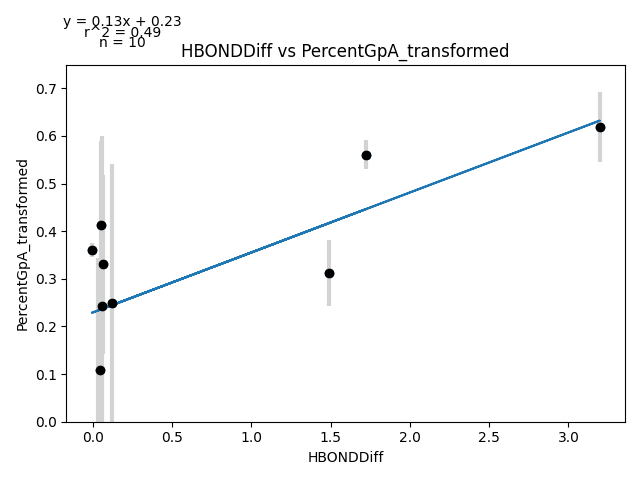 y = 0.13x + 0.23
r^2 = 0.49
n = 10
HBONDDiff vs PercentGpA_transformed
PercentGpA_transformed
0.7
0.6
0.5
0.4
0.3
0.2
0.1
0.0
0.0 0.5 1.0 1.5 2.0 2.5 3.0
HBONDDiff